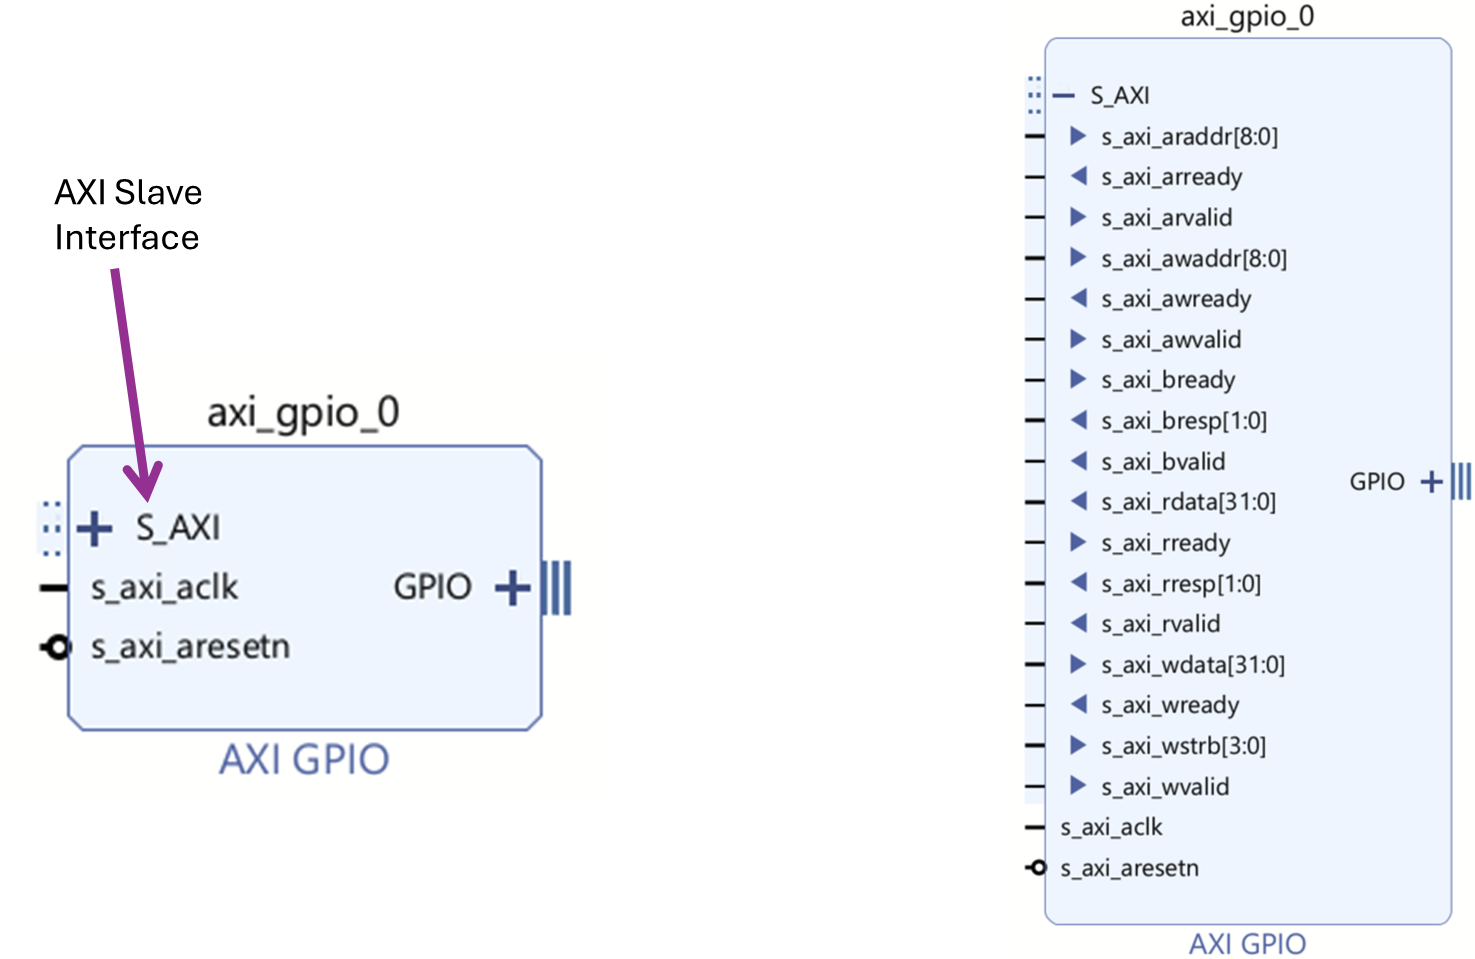 AXI Slave
Interface
axi_gpio_0
S_AXI
s_axi_aclk
GPIO
s_axi_aresetn
AXI GPIO
axi_gpio_0
S_AXI
s_axi_araddr[8:0]
s_axi_arready
s_axi_arvalid
s_axi_awaddr[8:0]
s_axi_awready
s_axi_awvalid
s_axi_bready
s_axi_bresp[1:0]
s_axi_bvalid
GPIO
s_axi_rdata[31:0]
s_axi_rready
s_axi_rresp[1:0]
s_axi_rvalid
s_axi_wdata[31:0]
s_axi_wready
s_axi_wstrb[3:0]
s_axi_wvalid
s_axi_aclk
s_axi_aresetn
AXI GPIO